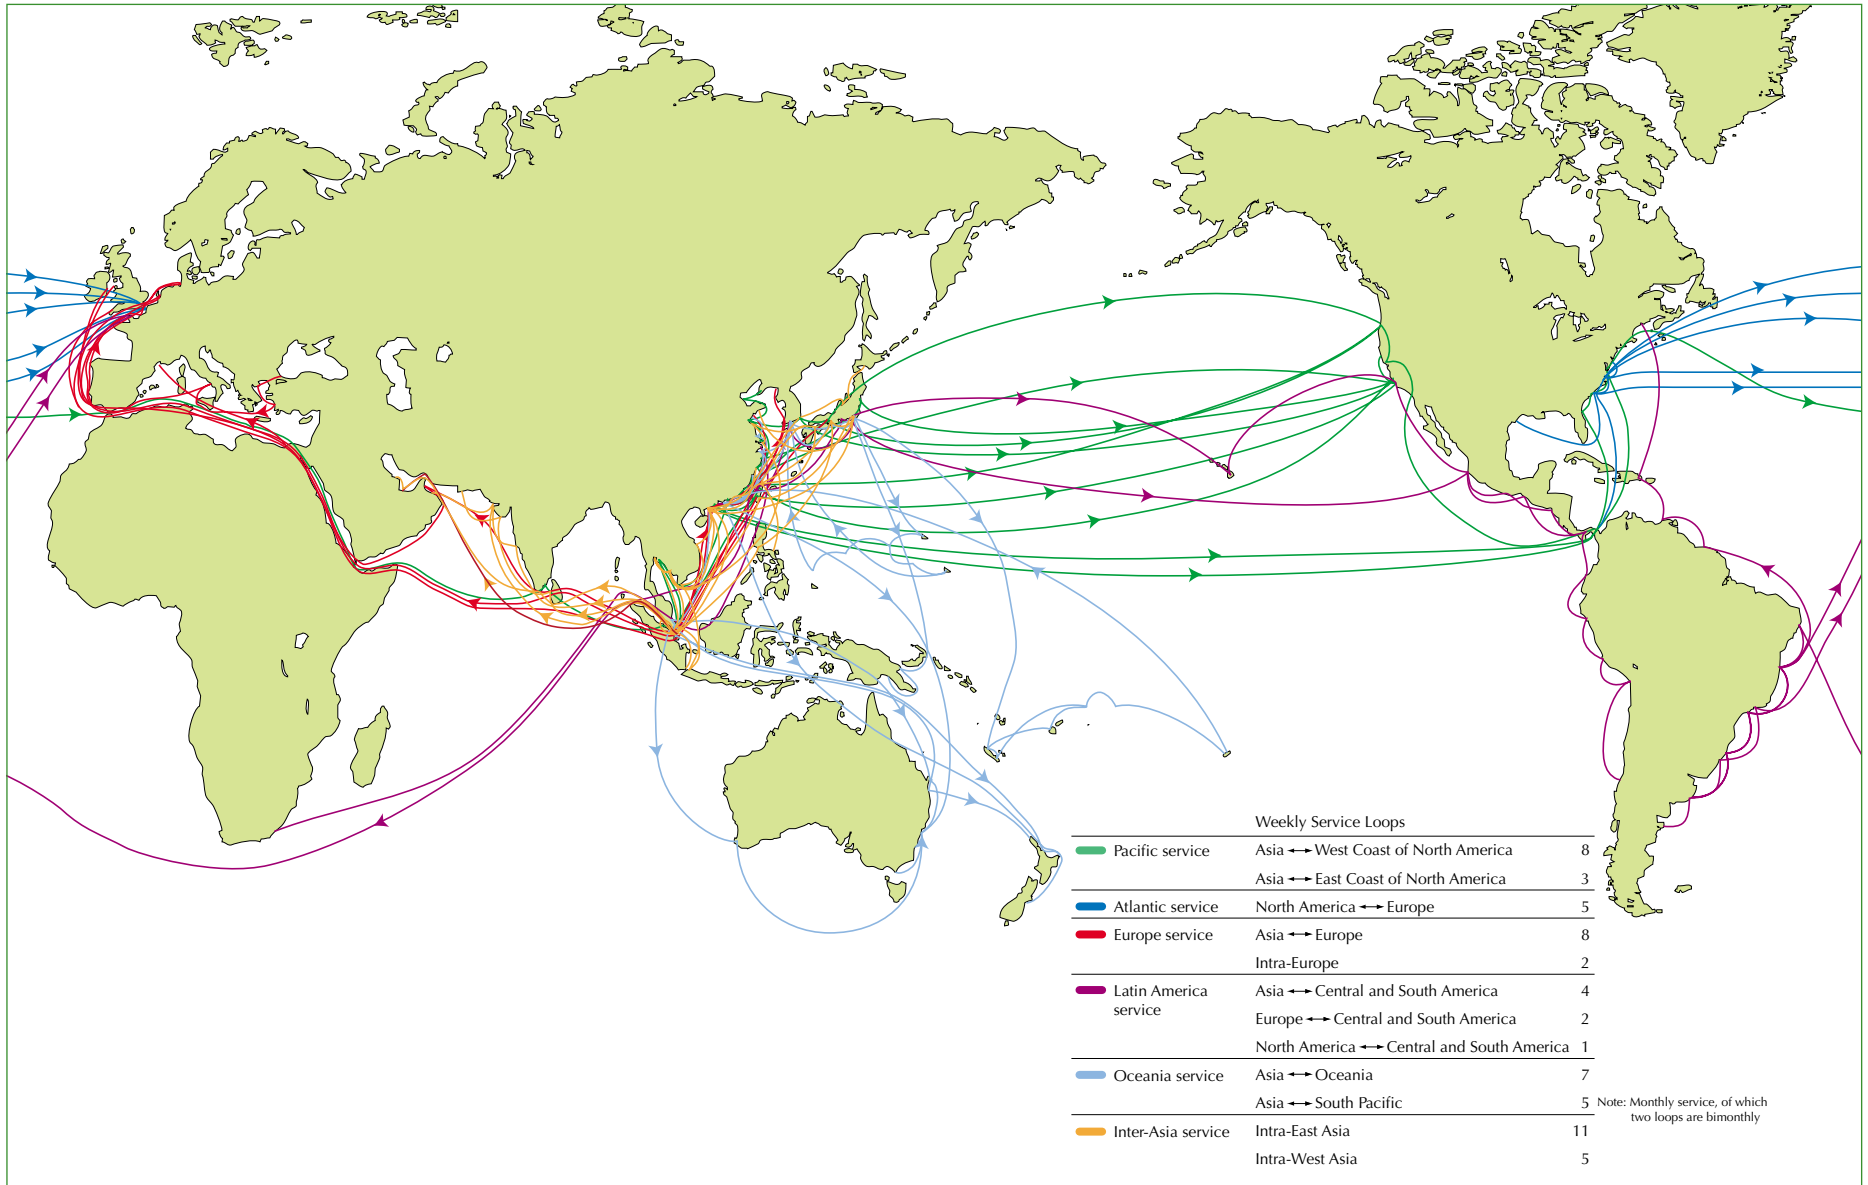 Weekly Service Loops
Pacific service Asia ↔ West Coast of North America 8
Asia ↔ East Coast of North America 3
Atlantic service North America ↔ Europe 5
Europe service Asia ↔ Europe 8
Intra-Europe 2
Latin America Asia ↔ Central and South America 4
service
Europe ↔ Central and South America 2
North America ↔ Central and South America 1
Oceania service Asia ↔ Oceania 7
Asia ↔ South Pacific 5 Note: Monthly service, of which
two loops are bimonthly
Inter-Asia service Intra-East Asia 11
Intra-West Asia 5